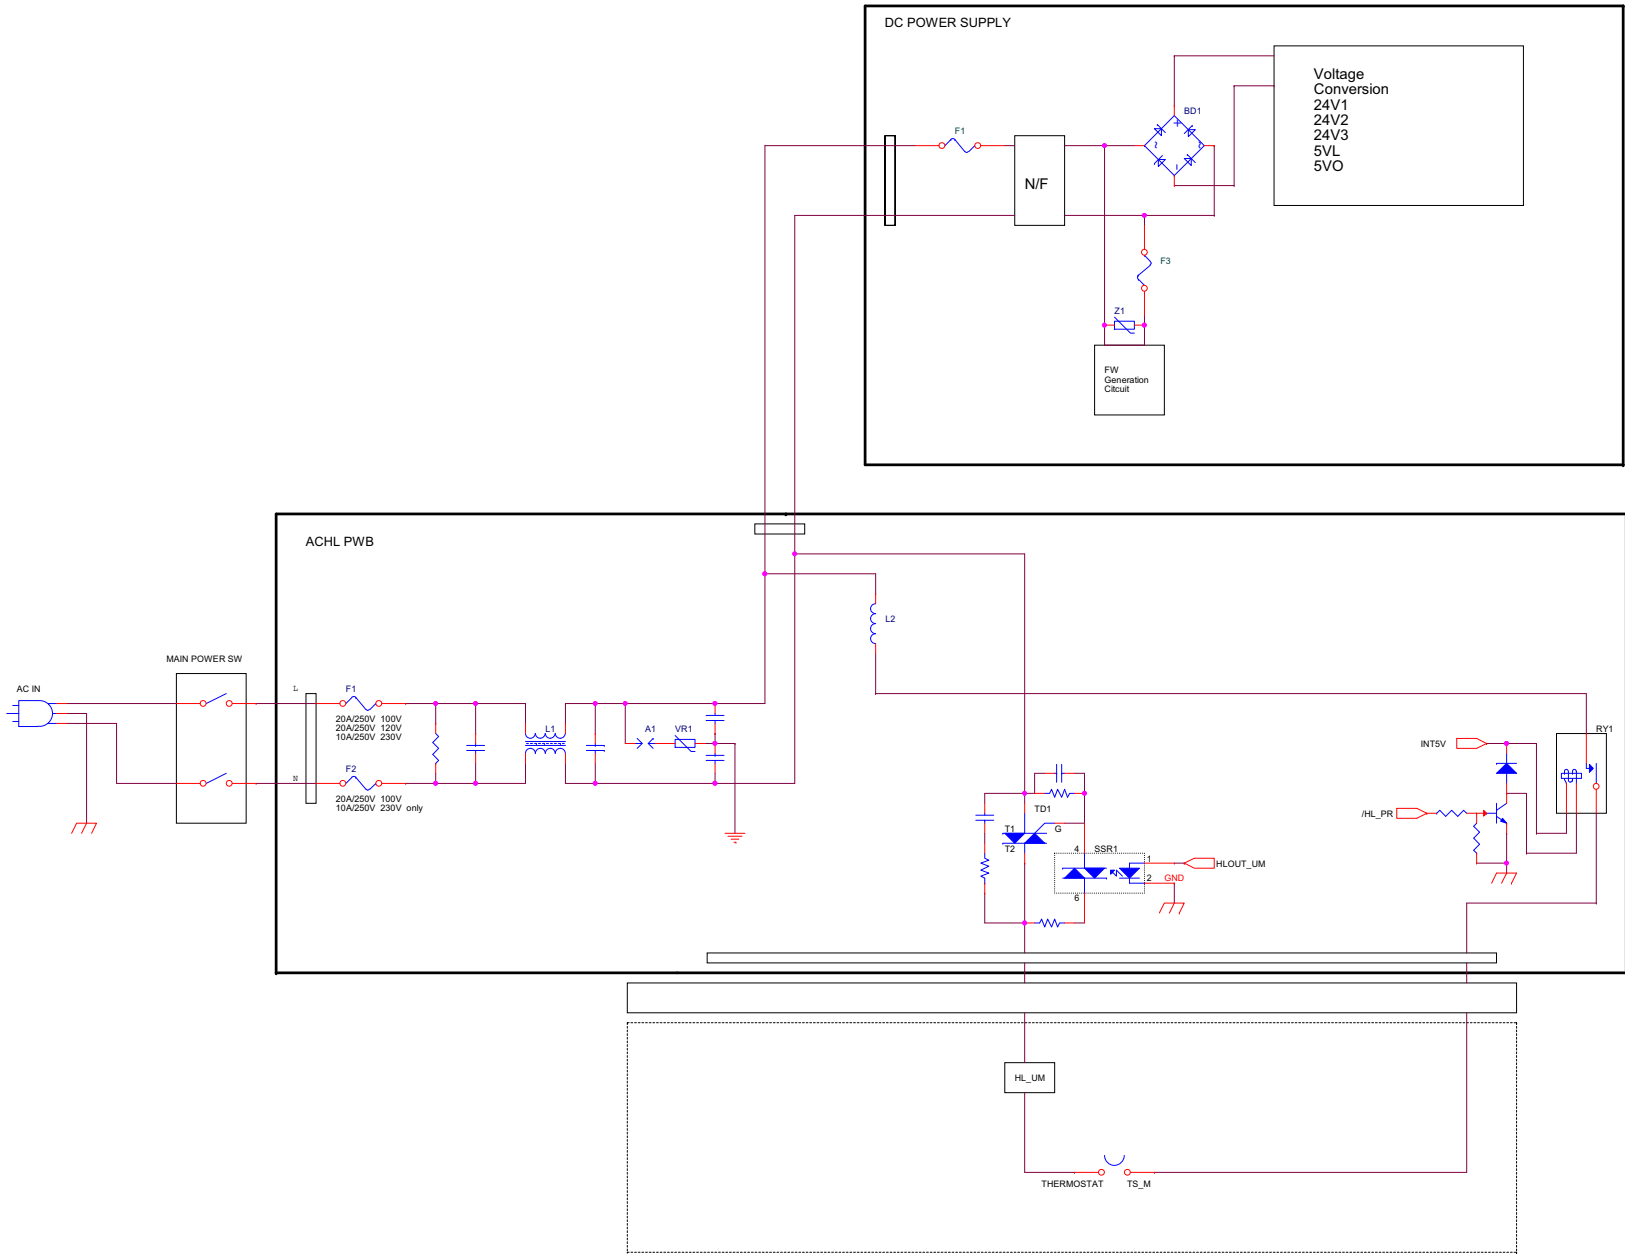 DC POWER SUPPLY
Voltage
Conversion
24V1
24V2
24V3
5VL
5VO
BD1
F1
N/F
F3
Z1
FW
Generation
Citcuit
ACHL PWB
L2
MAIN POWER SW
AC IN
L
F1
20A/250V 100V
20A/250V 120V
10A/250V 230V
L1
A1
VR1
N
F2
20A/250V 100V
10A/250V 230V only
RY1
INT5V
/HL_PR
TD1
T1
G
T2
4
SSR1
1
HLOUT_UM
2
GND
6
HL_UM
THERMOSTAT
TS_M